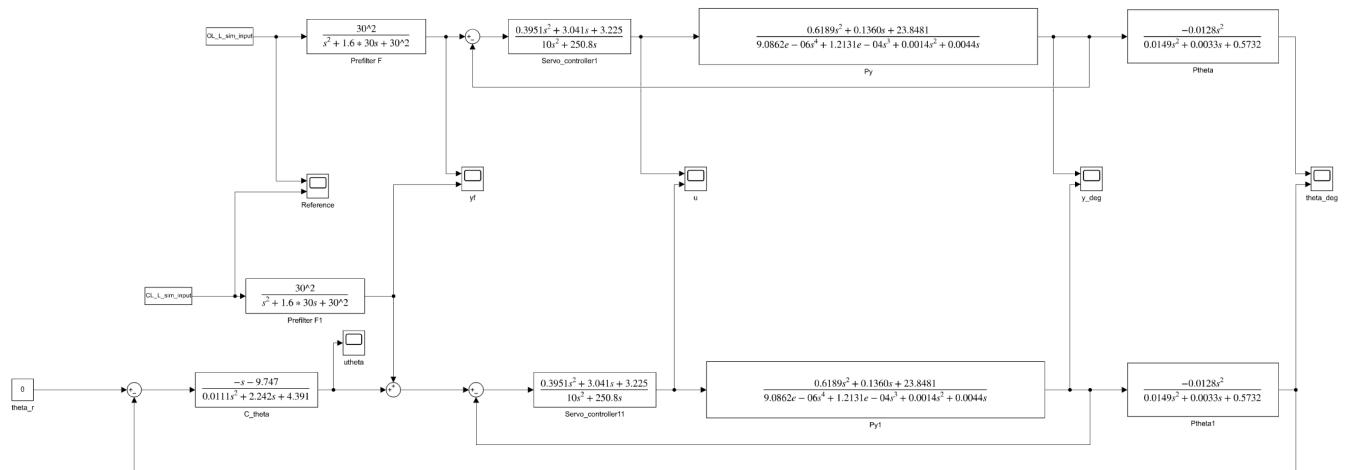 OL_L_sim_input
30^2
s^2 + 1.6 * 30s + 30^2
Prefilter F
0.3951s^2 + 3.041s + 3.225
10s^2 + 250.8s
Servo_controller1
0.6189s^2 + 0.1360s + 23.8481
9.0862e − 06s^4 + 1.2131e − 04s^3 + 0.0014s^2 + 0.0044s
Py
-0.0128s^2
0.0149s^2 + 0.0033s + 0.5732
Ptheta
Reference
yf
u
y_deg
theta_deg
CL_L_sim_input
30^2
s^2 + 1.6 * 30s + 30^2
Prefilter F1
utheta
0
theta_r
-s − 9.747
0.0111s^2 + 2.242s + 4.391
C_theta
0.3951s^2 + 3.041s + 3.225
10s^2 + 250.8s
Servo_controller11
0.6189s^2 + 0.1360s + 23.8481
9.0862e − 06s^4 + 1.2131e − 04s^3 + 0.0014s^2 + 0.0044s
Py1
-0.0128s^2
0.0149s^2 + 0.0033s + 0.5732
Ptheta1